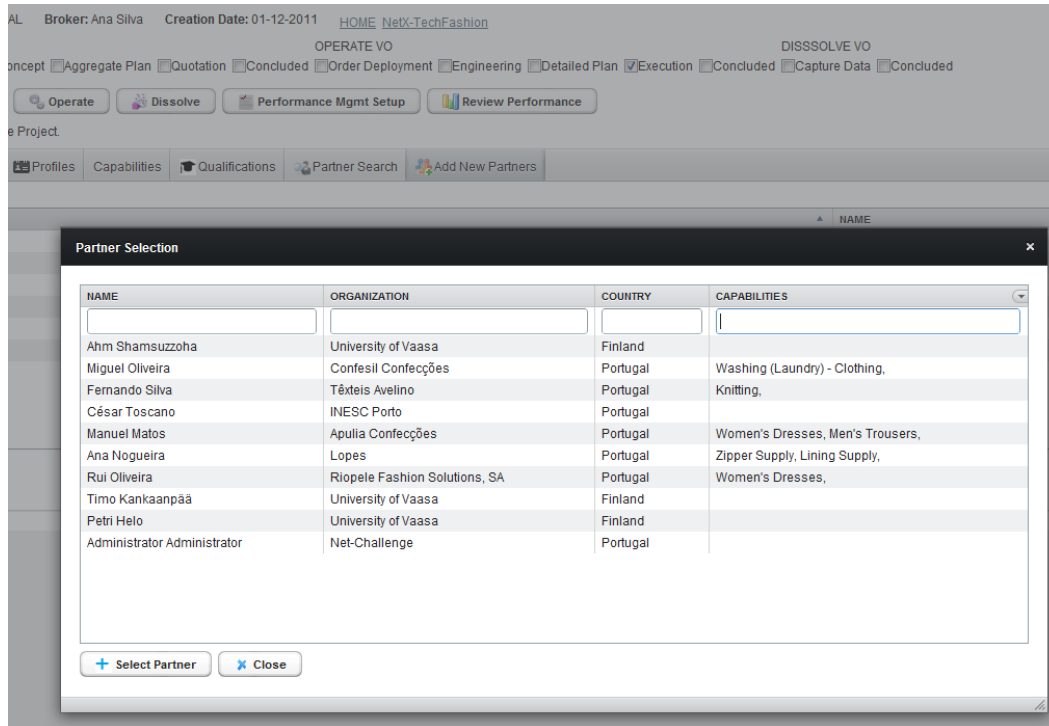 AL Broker: Ana Silva Creation Date: 01-12-2011 HOME NetX-TechFashion
OPERATE VO DISSSOLVE VO
oncept Aggregate Plan Quotation Concluded Order Deployment Engineering Detailed Plan Execution Concluded Capture Data Concluded
Operate Dissolve Performance Mgmt Setup Review Performance
e Project.
Profiles Capabilities Qualifications Partner Search Add New Partners
NAME
Partner Selection
NAME ORGANIZATION COUNTRY CAPABILITIES
Ahm Shamsuzzoha University of Vaasa Finland
Miguel Oliveira Confesil Confecções Portugal Washing (Laundry) - Clothing,
Fernando Silva Têxteis Avelino Portugal Knitting,
César Toscano INESC Porto Portugal
Manuel Matos Apulia Confecções Portugal Women's Dresses, Men's Trousers,
Ana Nogueira Lopes Portugal Zipper Supply, Lining Supply,
Rui Oliveira Riopele Fashion Solutions, SA Portugal Women's Dresses,
Timo Kankaanpää University of Vaasa Finland
Petri Helo University of Vaasa Finland
Administrator Administrator Net-Challenge Portugal
Select Partner Close